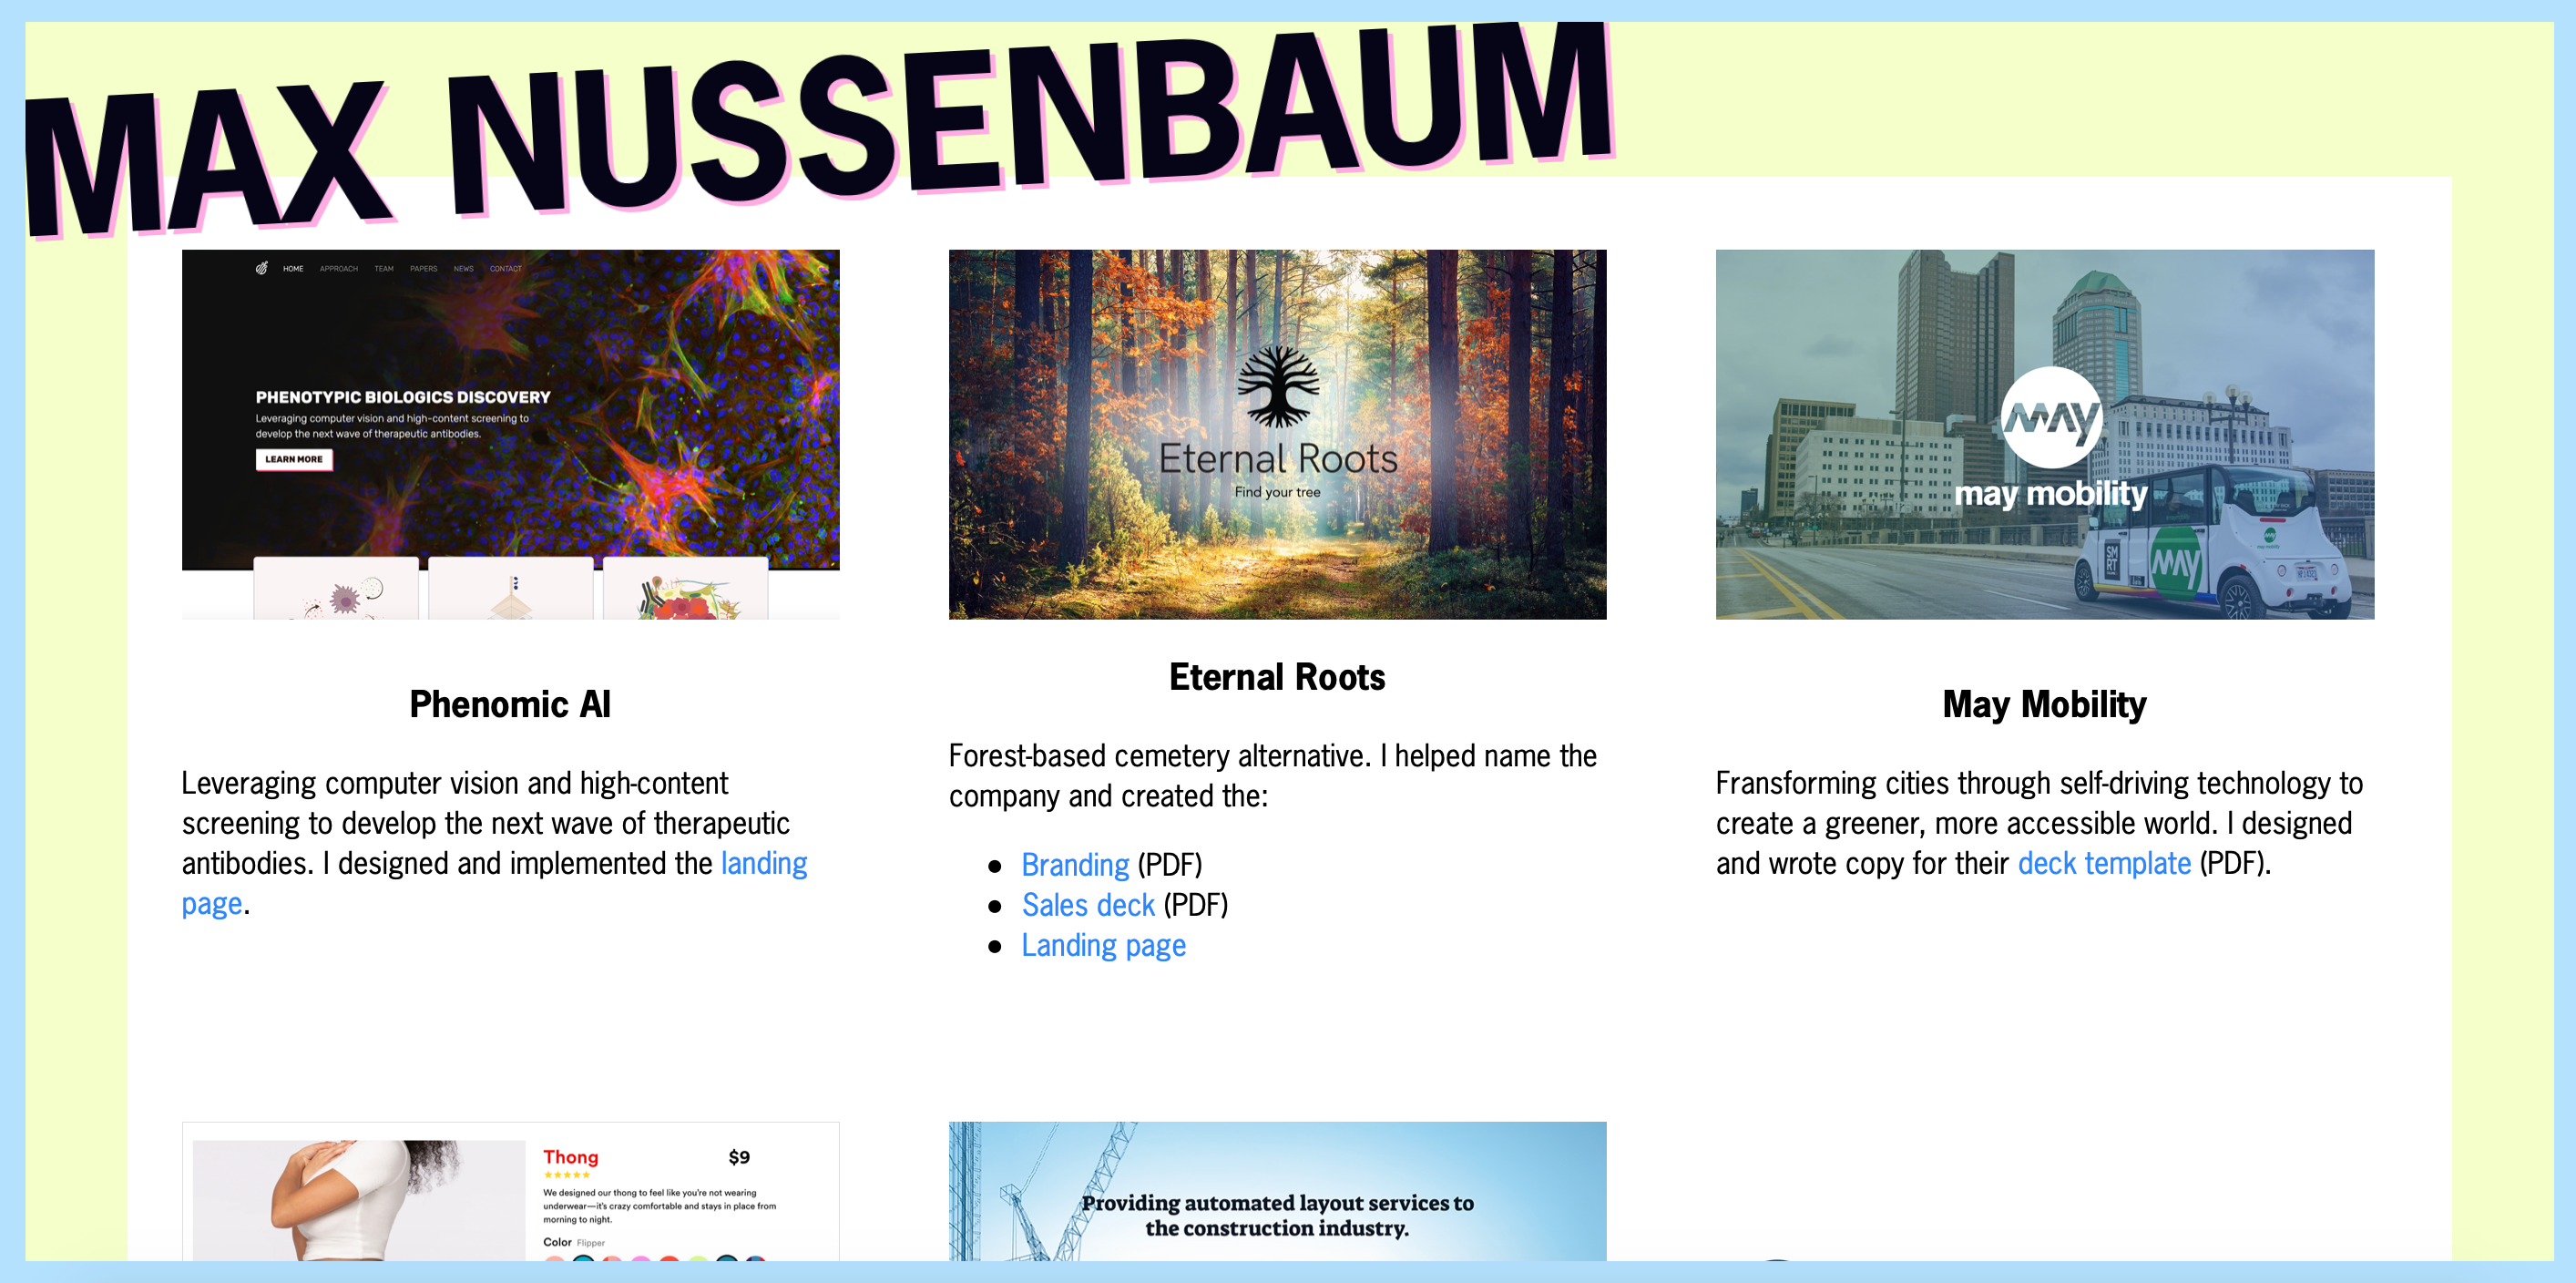 MAX NUSSENBAUM
HOME APPROACH TEAM PAPERS NEWS CONTACT
PHENOTYPIC BIOLOGICS DISCOVERY
Leveraging computer vision and high-content screening to
develop the next wave of therapeutic antibodies.
LEARN MORE
Eternal Roots
Find your tree
MAY
may mobility
SM
RT
MAY
Phenomic AI
Leveraging computer vision and high-content
screening to develop the next wave of therapeutic
antibodies. I designed and implemented the landing
page.
Eternal Roots
Forest-based cemetery alternative. I helped name the
company and created the:
● Branding (PDF)
● Sales deck (PDF)
● Landing page
May Mobility
Transforming cities through self-driving technology to
create a greener, more accessible world. I designed
and wrote copy for their deck template (PDF).
Thong $9
★★★★★
We designed our thong to feel like you're not wearing
underwear—it's crazy comfortable and stays in place from
morning to night.
Color Flipper
Providing automated layout services to
the construction industry.